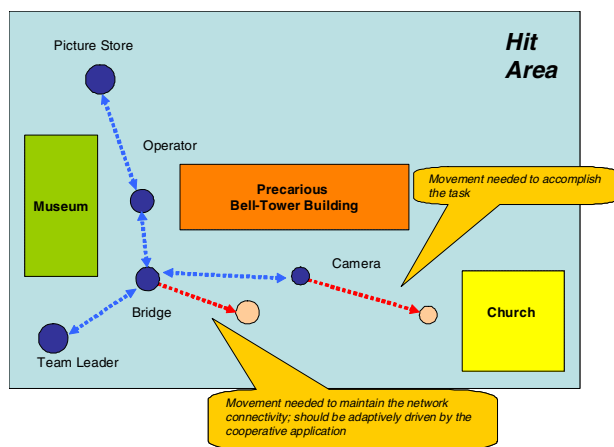 Picture Store
Hit
Area
Operator
Movement needed to accomplish
the task
Precarious
Bell-Tower Building
Museum
Camera
Bridge
Church
Team Leader
Movement needed to maintain the network
connectivity; should be adaptively driven by the
cooperative application